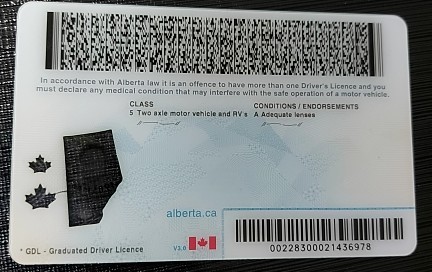 In accordance with Alberta law it is an offence to have more than one Driver's Licence and you
must declare any medical condition that may interfere with the safe operation of a motor vehicle.
CLASS CONDITIONS / ENDORSEMENTS
5 Two axle motor vehicle and RV's A Adequate lenses
alberta.ca
* GDL - Graduated Driver Licence V3.0
00228300021436978